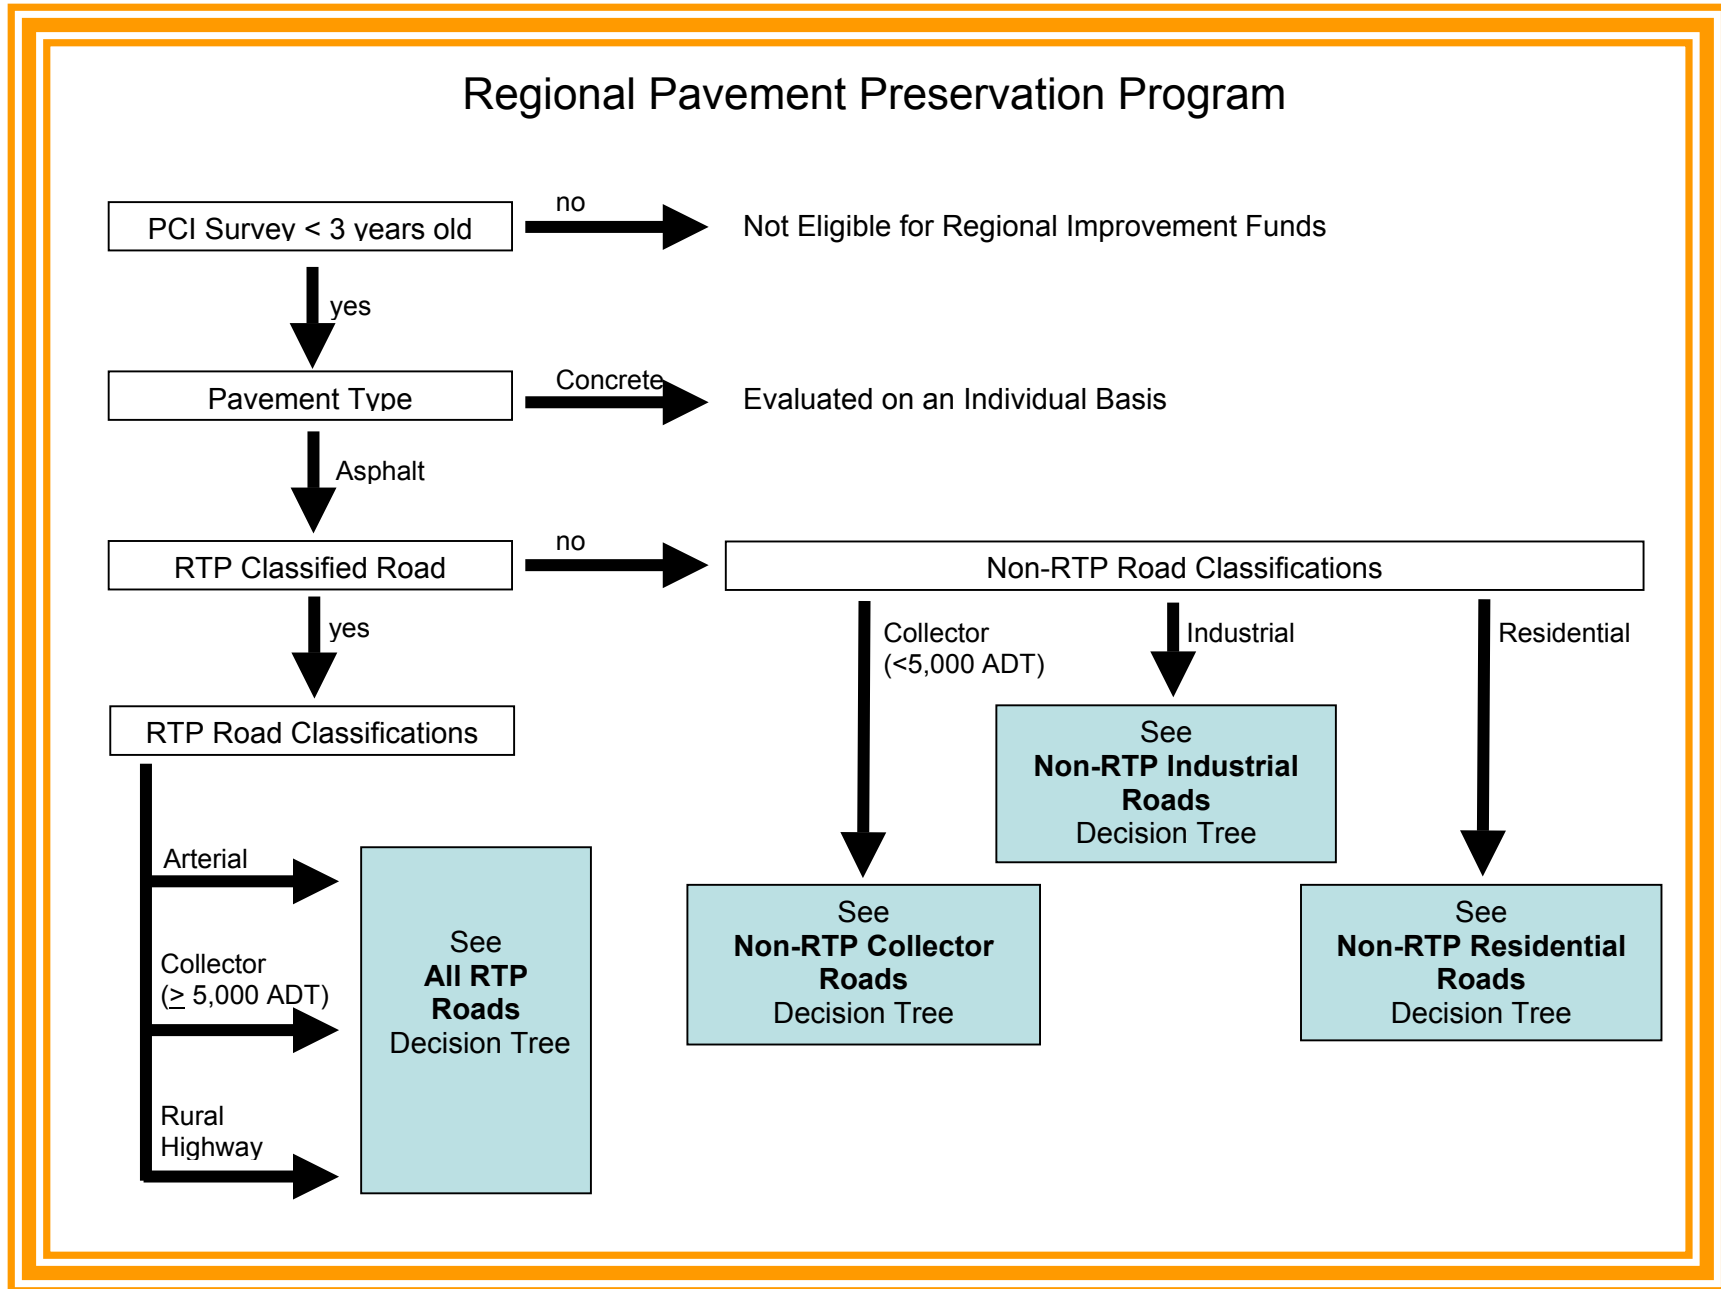 Regional Pavement Preservation Program
PCI Survey < 3 years old
no
Not Eligible for Regional Improvement Funds
yes
Pavement Type
Concrete
Evaluated on an Individual Basis
Asphalt
RTP Classified Road
no
Non-RTP Road Classifications
yes
Collector
(<5,000 ADT)
Industrial
Residential
RTP Road Classifications
See
Non-RTP Industrial
Roads
Decision Tree
Arterial
Collector
(≥ 5,000 ADT)
Rural
Highway
See
All RTP
Roads
Decision Tree
See
Non-RTP Collector
Roads
Decision Tree
See
Non-RTP Residential
Roads
Decision Tree